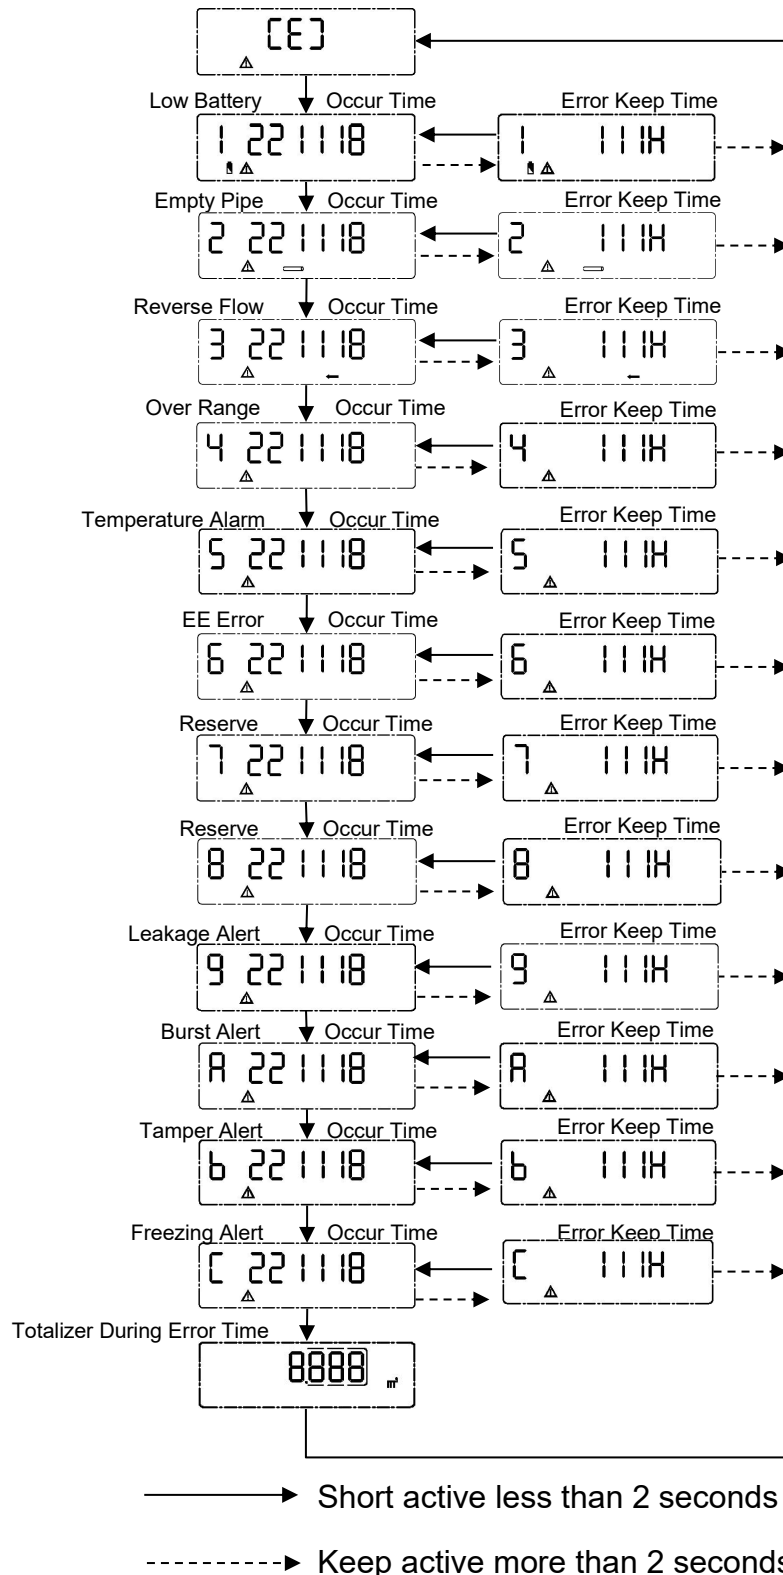 [E]
Low Battery Occur Time Error Keep Time
1 221118 1 111H
Empty Pipe Occur Time Error Keep Time
2 221118 2 111H
Reverse Flow Occur Time Error Keep Time
3 221118 3 111H
Over Range Occur Time Error Keep Time
4 221118 4 111H
Temperature Alarm Occur Time Error Keep Time
5 221118 5 111H
EE Error Occur Time Error Keep Time
6 221118 6 111H
Reserve Occur Time Error Keep Time
7 221118 7 111H
Reserve Occur Time Error Keep Time
8 221118 8 111H
Leakage Alert Occur Time Error Keep Time
9 221118 9 111H
Burst Alert Occur Time Error Keep Time
A 221118 A 111H
Tamper Alert Occur Time Error Keep Time
b 221118 b 111H
Freezing Alert Occur Time Error Keep Time
C 221118 C 111H
Totalizer During Error Time
8.888 m³
Short active less than 2 seconds
Keep active more than 2 seconds